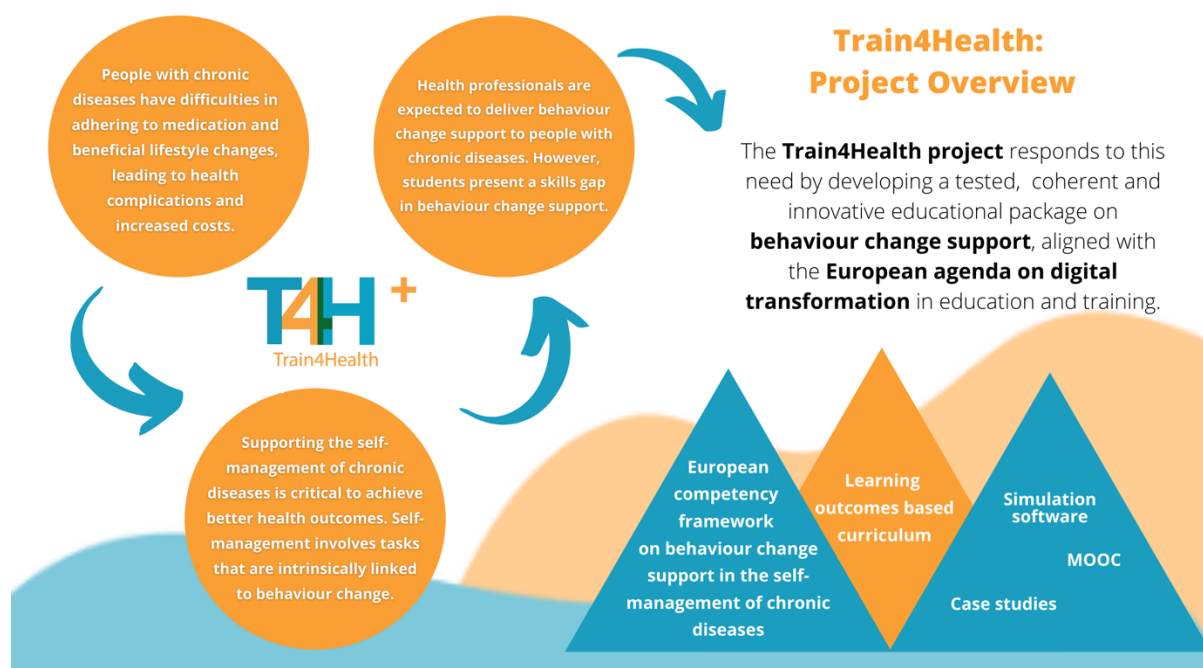 People with chronic
diseases have difficulties in
adhering to medication and
beneficial lifestyle changes,
leading to health
complications and
increased costs.
T4H +
Train4Health
Supporting the self-
management of chronic
diseases is critical to achieve
better health outcomes. Self-
management involves tasks
that are intrinsically linked
to behaviour change.
Health professionals are
expected to deliver behaviour
change support to people with
chronic diseases. However,
students present a skills gap
in behaviour change support.
Train4Health:
Project Overview
The Train4Health project responds to this
need by developing a tested, coherent and
innovative educational package on
behaviour change support, aligned with
the European agenda on digital
transformation in education and training.
European
competency
framework
on behaviour change
support in the self-
management of chronic
diseases
Learning
outcomes based
curriculum
Simulation
software
MOOC
Case studies